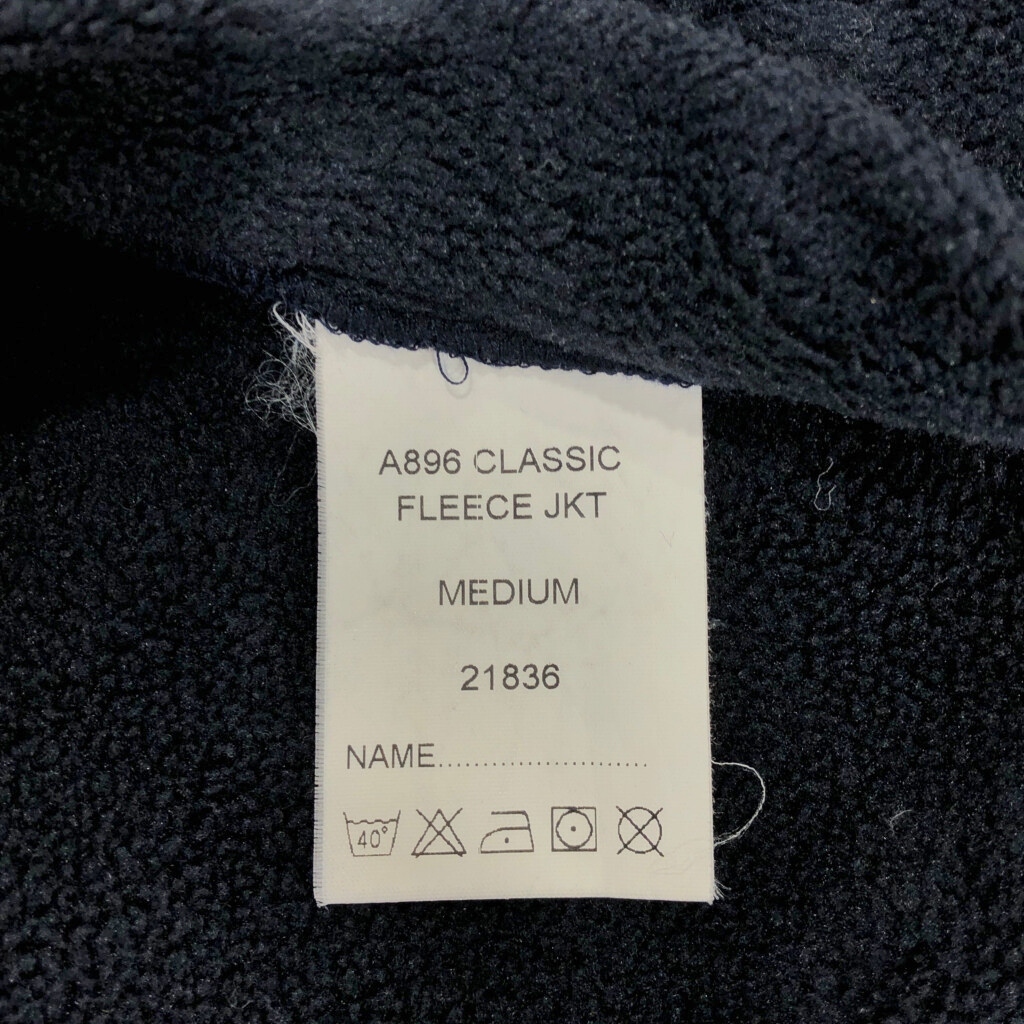 A896 CLASSIC
FLEECE JKT
MEDIUM
21836
NAME........................
40°